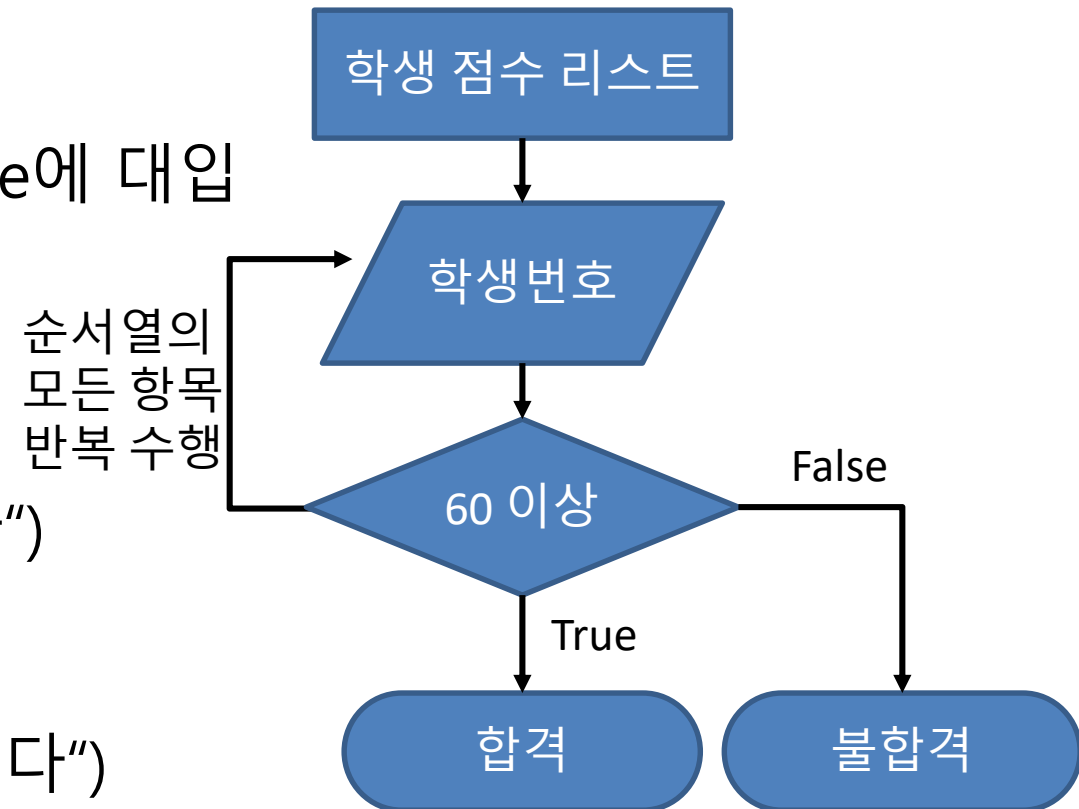 학생 점수 리스트
e에 대입
학생번호
순서열의
모든 항목
반복 수행
False
60 이상
“)
True
합격
불합격
다“)